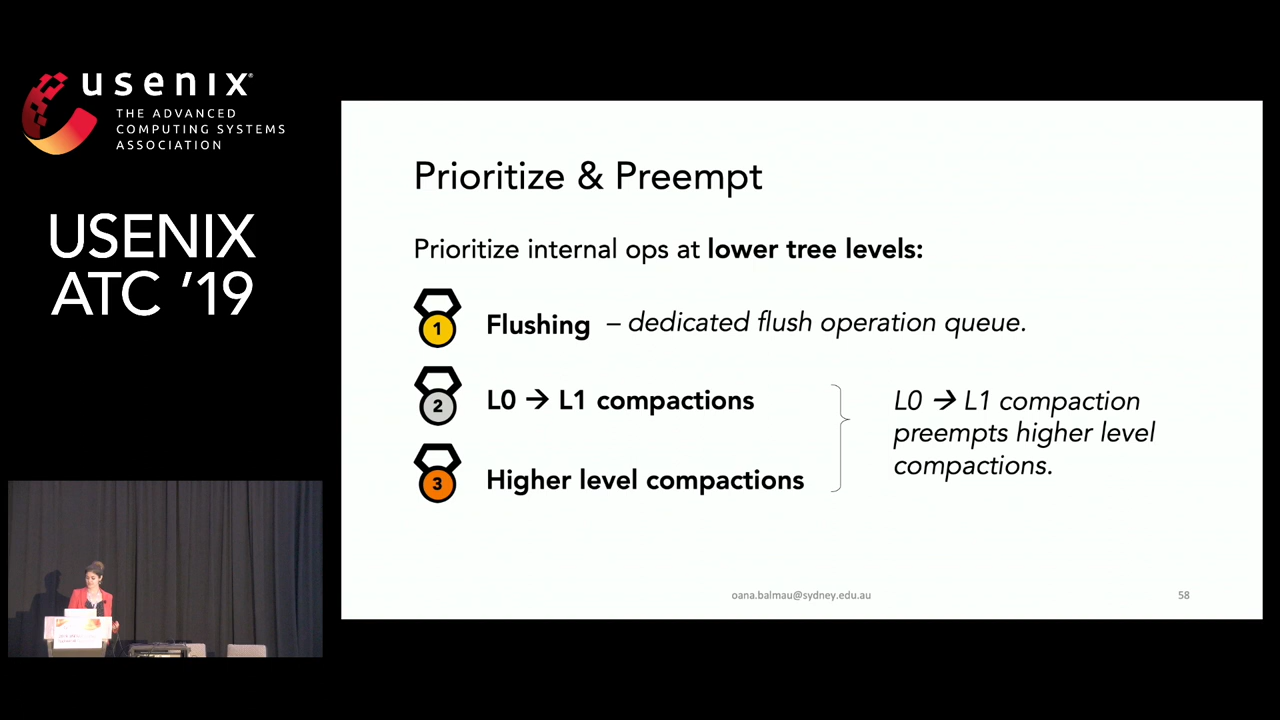 usenix
THE ADVANCED
COMPUTING SYSTEMS
ASSOCIATION
USENIX
ATC ’19
Prioritize & Preempt
Prioritize internal ops at lower tree levels:
1 Flushing – dedicated flush operation queue.
2 L0 → L1 compactions
3 Higher level compactions
L0 → L1 compaction
preempts higher level
compactions.
oana.balmau@sydney.edu.au
58